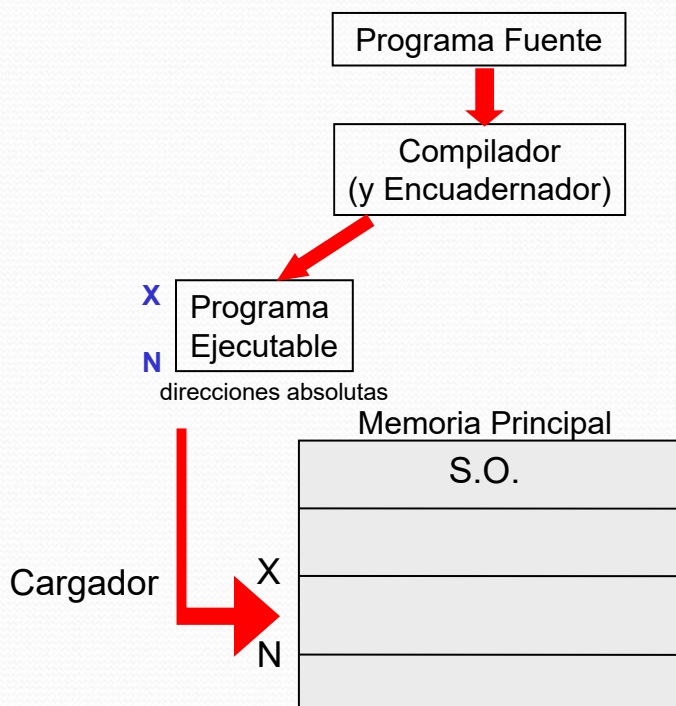 Programa Fuente
Compilador
(y Encuadernador)
X
Programa
Ejecutable
N
direcciones absolutas
Memoria Principal
S.O.
Cargador
X
N